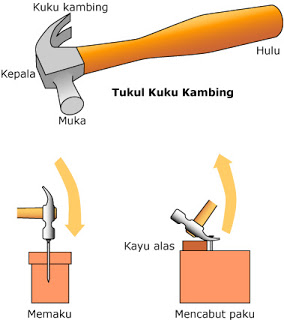 Kuku kambing
Hulu
Kepala
Muka
Tukul Kuku Kambing
Kayu alas
Memaku
Mencabut paku